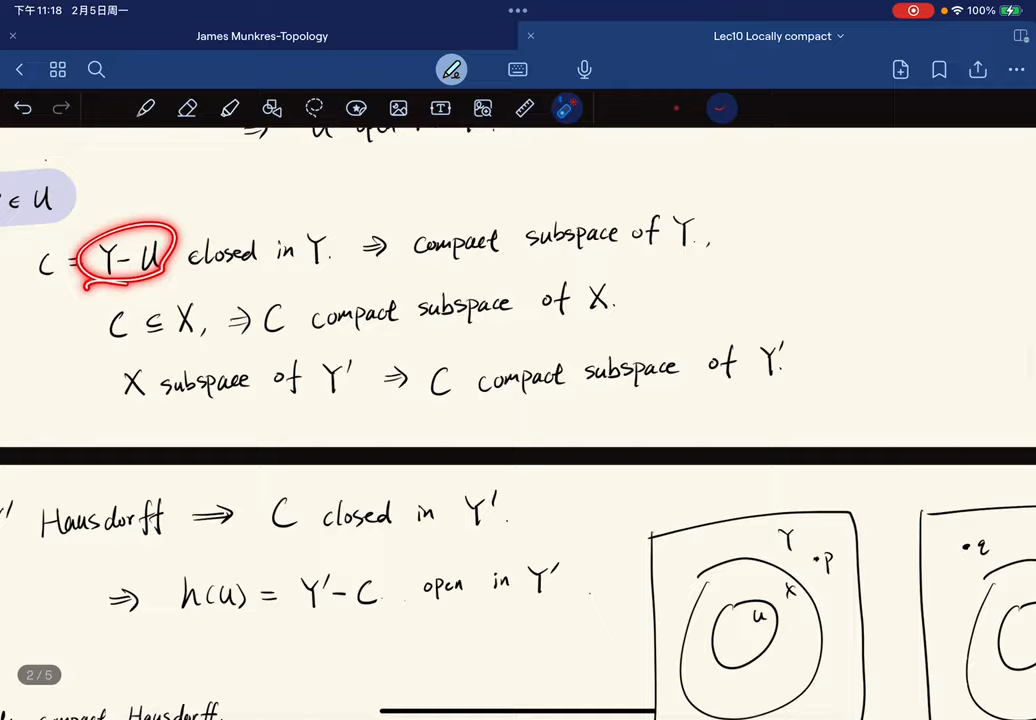 下午11:18 2月5日周一
100%
James Munkres-Topology
Lec10 Locally compact
∈ U
C = Y-U closed in Y. ⇒ compact subspace of Y.,
C ⊆ X, ⇒ C compact subspace of X.
X subspace of Y' ⇒ C compact subspace of Y'.
Hausdorff ⟹ C closed in Y'.
⇒ h(U) = Y'-C. open in Y'
Y
•p
x
u
•q
2/5
compact Hausdorff.